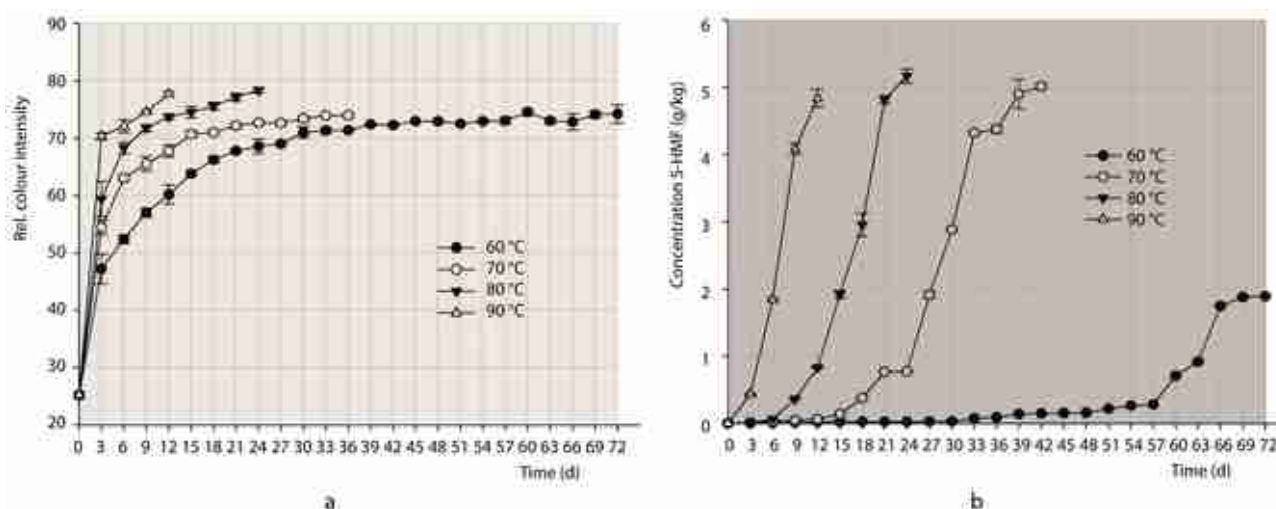 Rel. colour intensity
90
80
70
60
50
40
30
20
60 °C
70 °C
80 °C
90 °C
0 3 6 9 12 15 18 21 24 27 30 33 36 39 42 45 48 51 54 57 60 63 66 69 72
Time (d)
a
Concentration 5-HMF (g/kg)
6
5
4
3
2
1
0
60 °C
70 °C
80 °C
90 °C
0 3 6 9 12 15 18 21 24 27 30 33 36 39 42 45 48 51 54 57 60 63 66 69 72
Time (d)
b